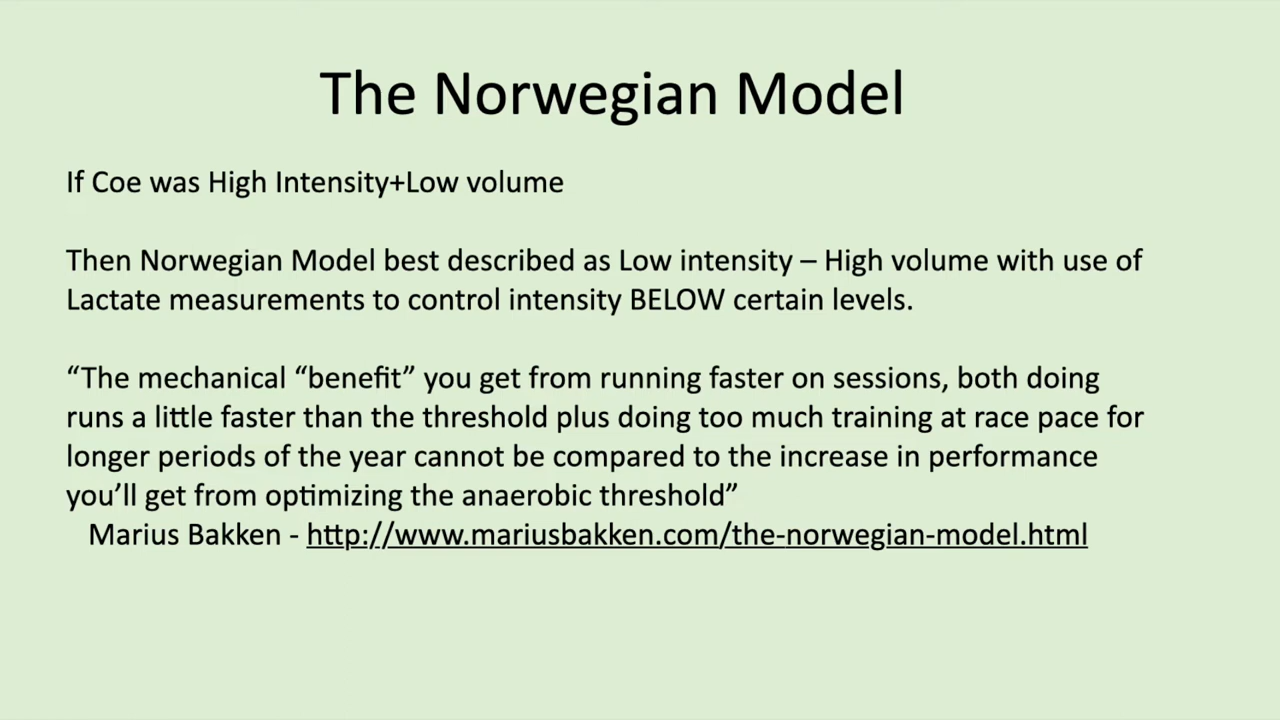 The Norwegian Model
If Coe was High Intensity+Low volume
Then Norwegian Model best described as Low intensity – High volume with use of
Lactate measurements to control intensity BELOW certain levels.
“The mechanical “benefit” you get from running faster on sessions, both doing
runs a little faster than the threshold plus doing too much training at race pace for
longer periods of the year cannot be compared to the increase in performance
you’ll get from optimizing the anaerobic threshold”
Marius Bakken - http://www.mariusbakken.com/the-norwegian-model.html